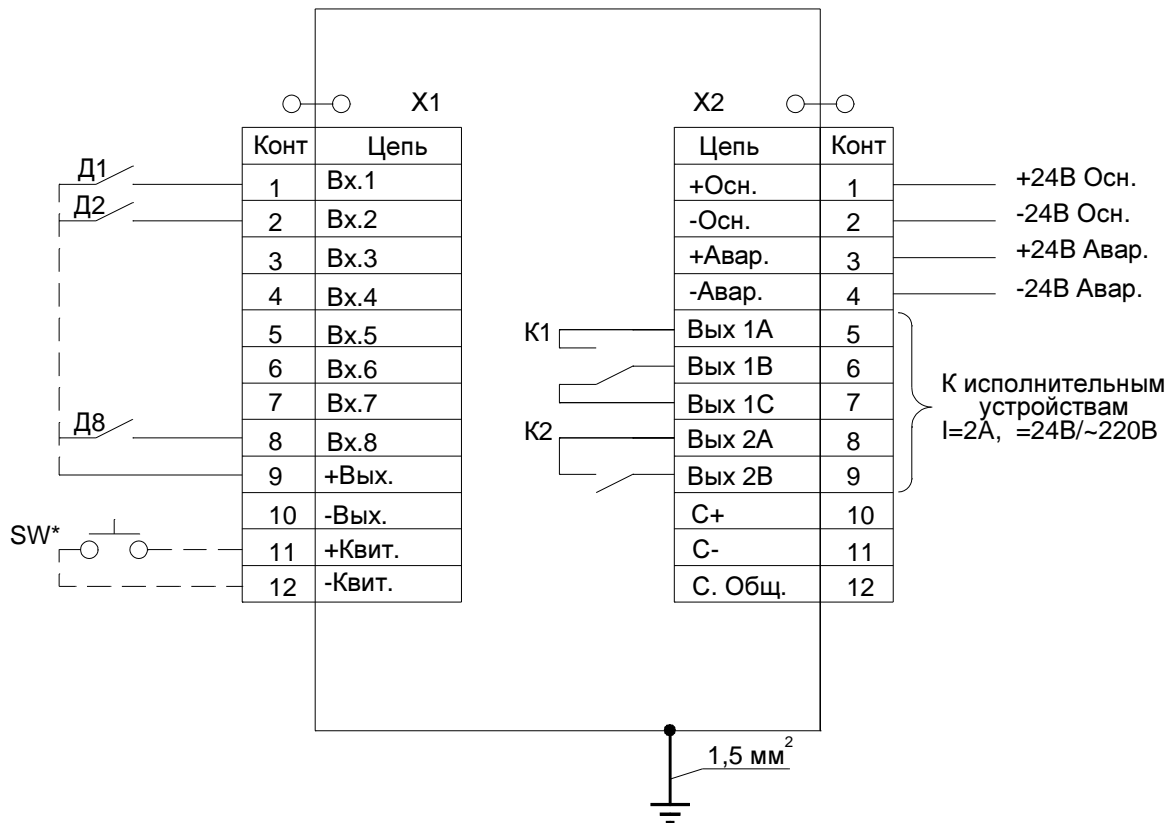 X1
X2
Конт Цепь
Цепь Конт
Д1
1 Вх.1
+Осн. 1
+24В Осн.
Д2
2 Вх.2
-Осн. 2
-24В Осн.
3 Вх.3
+Авар. 3
+24В Авар.
4 Вх.4
-Авар. 4
-24В Авар.
5 Вх.5
К1
Вых 1А 5
6 Вх.6
Вых 1В 6
7 Вх.7
Вых 1С 7
Д8
8 Вх.8
К2
Вых 2А 8
9 +Вых.
Вых 2В 9
К исполнительным
устройствам
I=2А, =24В/~220В
10 -Вых.
С+ 10
SW*
11 +Квит.
С- 11
12 -Квит.
С. Общ. 12
1,5 мм²